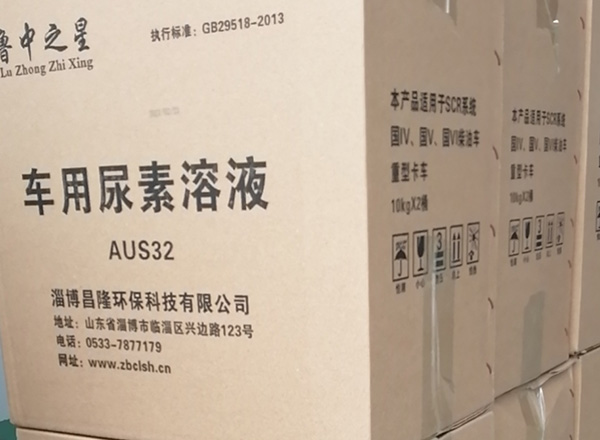 鲁中之星
Lu Zhong Zhi Xing
执行标准：GB29518-2013
车用尿素溶液
AUS32
淄博昌隆环保科技有限公司
地址：山东省淄博市临淄区兴边路123号
电话：0533-7877179
网址：www.zbclsh.cn
本产品适用于SCR系统
国IV、国V、国VI柴油车
重型卡车
10kgX2桶
本产品适用于SCR系统
国IV、国V、国VI柴油车
重型卡车
10kgX2桶